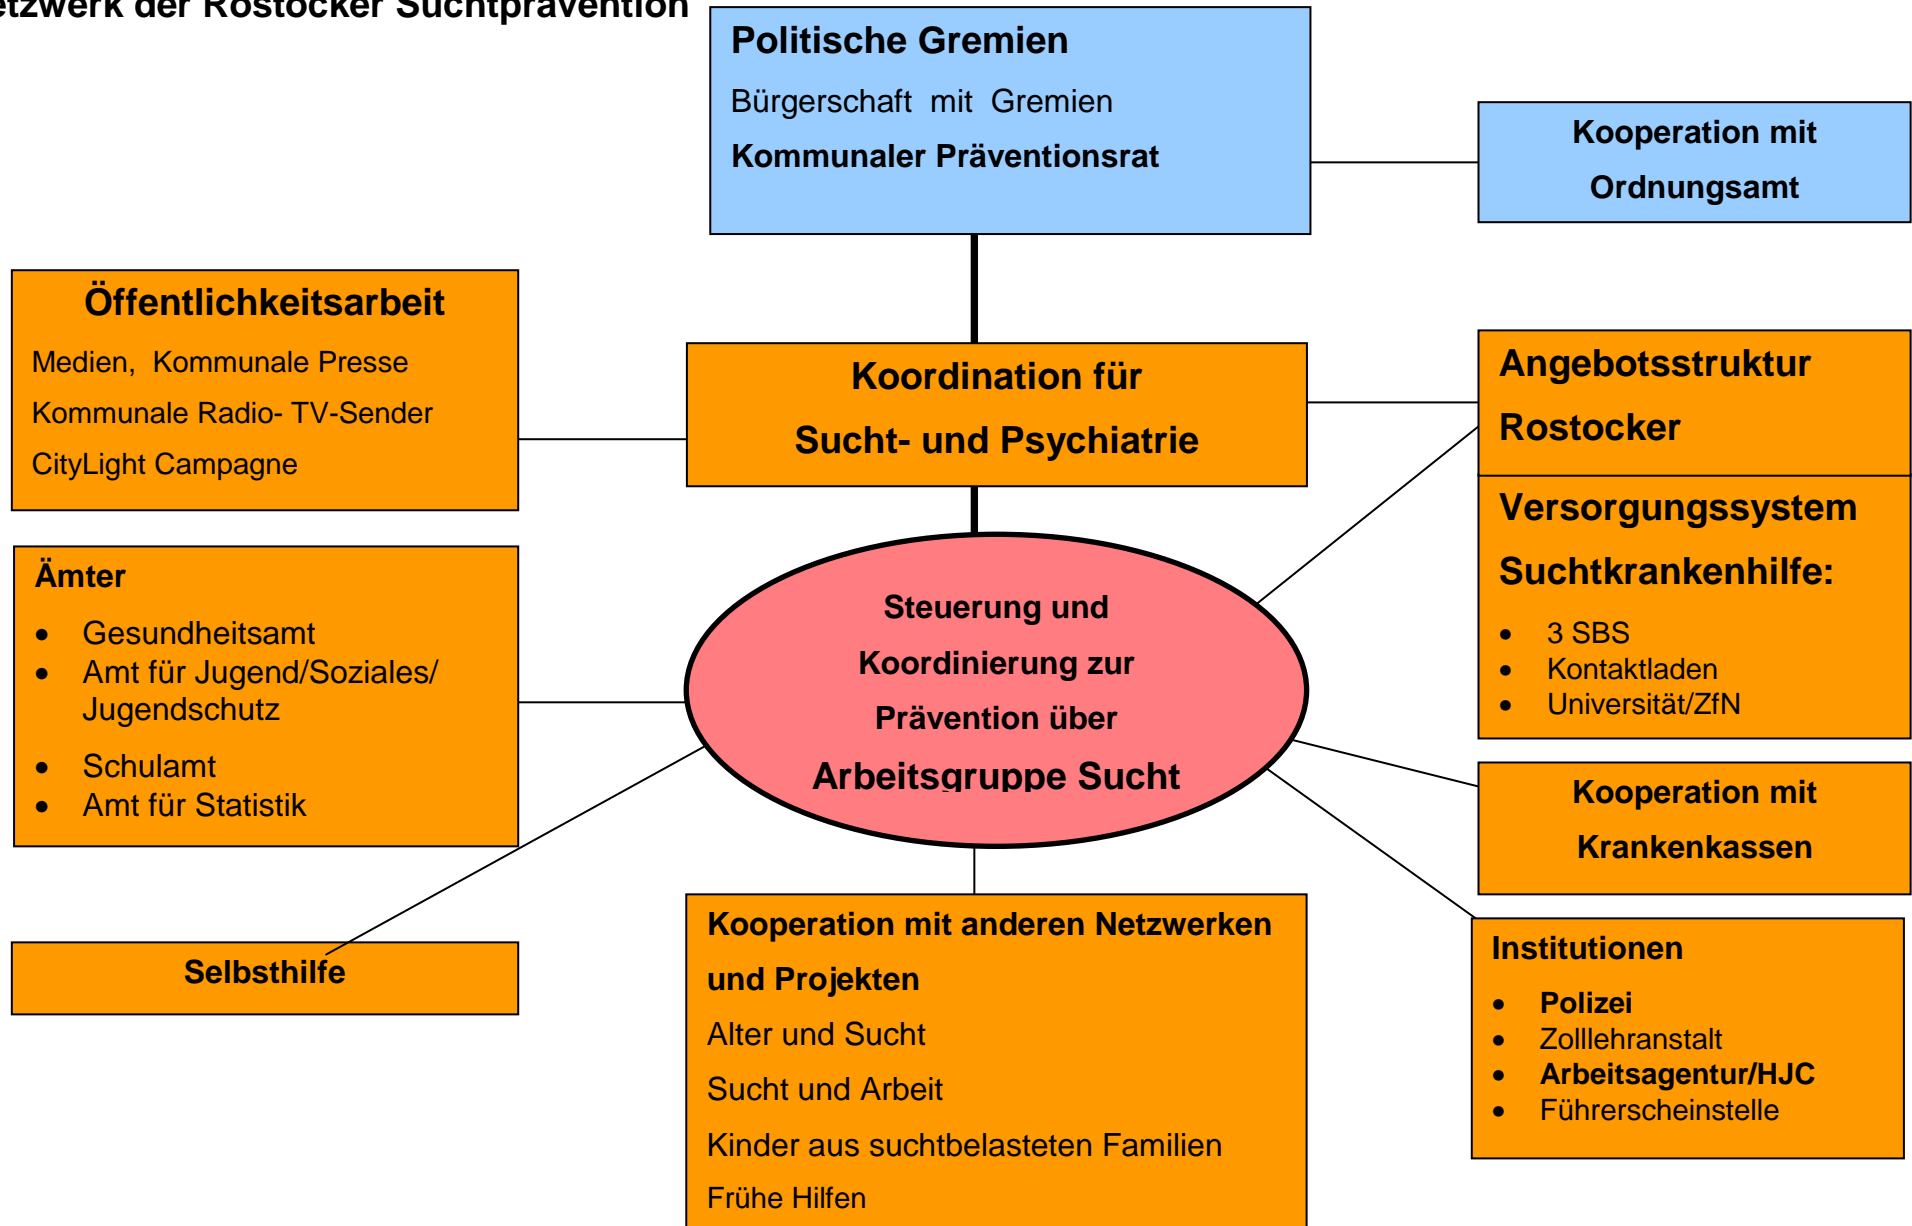 etzwerk der Rostocker Suchtprävention
Politische Gremien
Bürgerschaft mit Gremien
Kommunaler Präventionsrat
Kooperation mit
Ordnungsamt
Öffentlichkeitsarbeit
Medien, Kommunale Presse
Kommunale Radio- TV-Sender
CityLight Campagne
Koordination für
Sucht- und Psychiatrie
Angebotsstruktur
Rostocker
Versorgungssystem
Suchtkrankenhilfe:
• 3 SBS
• Kontaktladen
• Universität/ZfN
Ämter
• Gesundheitsamt
• Amt für Jugend/Soziales/
Jugendschutz
• Schulamt
• Amt für Statistik
Steuerung und
Koordinierung zur
Prävention über
Arbeitsgruppe Sucht
Kooperation mit
Krankenkassen
Selbsthilfe
Kooperation mit anderen Netzwerken
und Projekten
Alter und Sucht
Sucht und Arbeit
Kinder aus suchtbelasteten Familien
Frühe Hilfen
Institutionen
• Polizei
• Zolllehranstalt
• Arbeitsagentur/HJC
• Führerscheinstelle